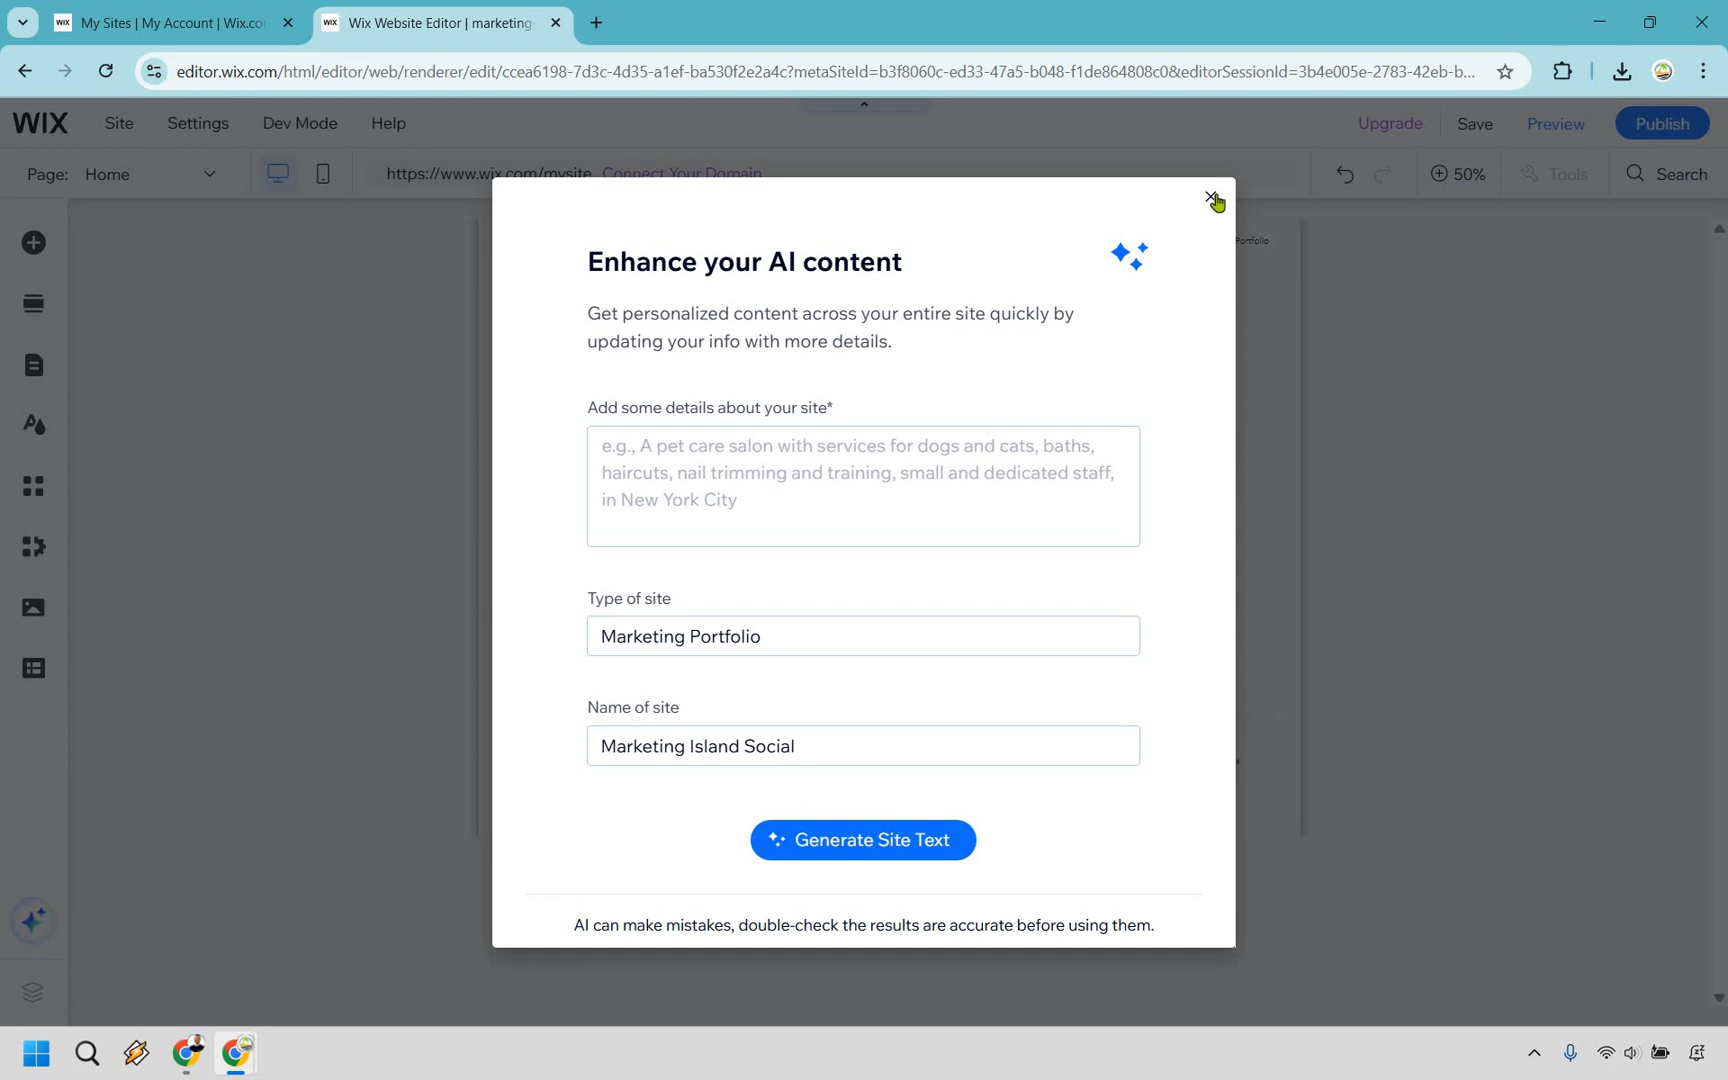 WIX My Sites | My Account | Wix.co
WIX Wix Website Editor | marketing-
editor.wix.com/html/editor/web/renderer/edit/ccea6198-7d3c-4d35-a1ef-ba530f2e2a4c?metaSiteId=b3f8060c-ed33-47a5-b048-f1de864808c0&editorSessionId=3b4e005e-2783-42eb-b...
WIX Site Settings Dev Mode Help Upgrade Save Preview Publish
Page: Home https://www.wix.com/mysite Connect Your Domain 50% Tools Search
Portfolio
Enhance your AI content
Get personalized content across your entire site quickly by
updating your info with more details.
Add some details about your site*
e.g., A pet care salon with services for dogs and cats, baths,
haircuts, nail trimming and training, small and dedicated staff,
in New York City
Type of site
Marketing Portfolio
Name of site
Marketing Island Social
Generate Site Text
AI can make mistakes, double-check the results are accurate before using them.